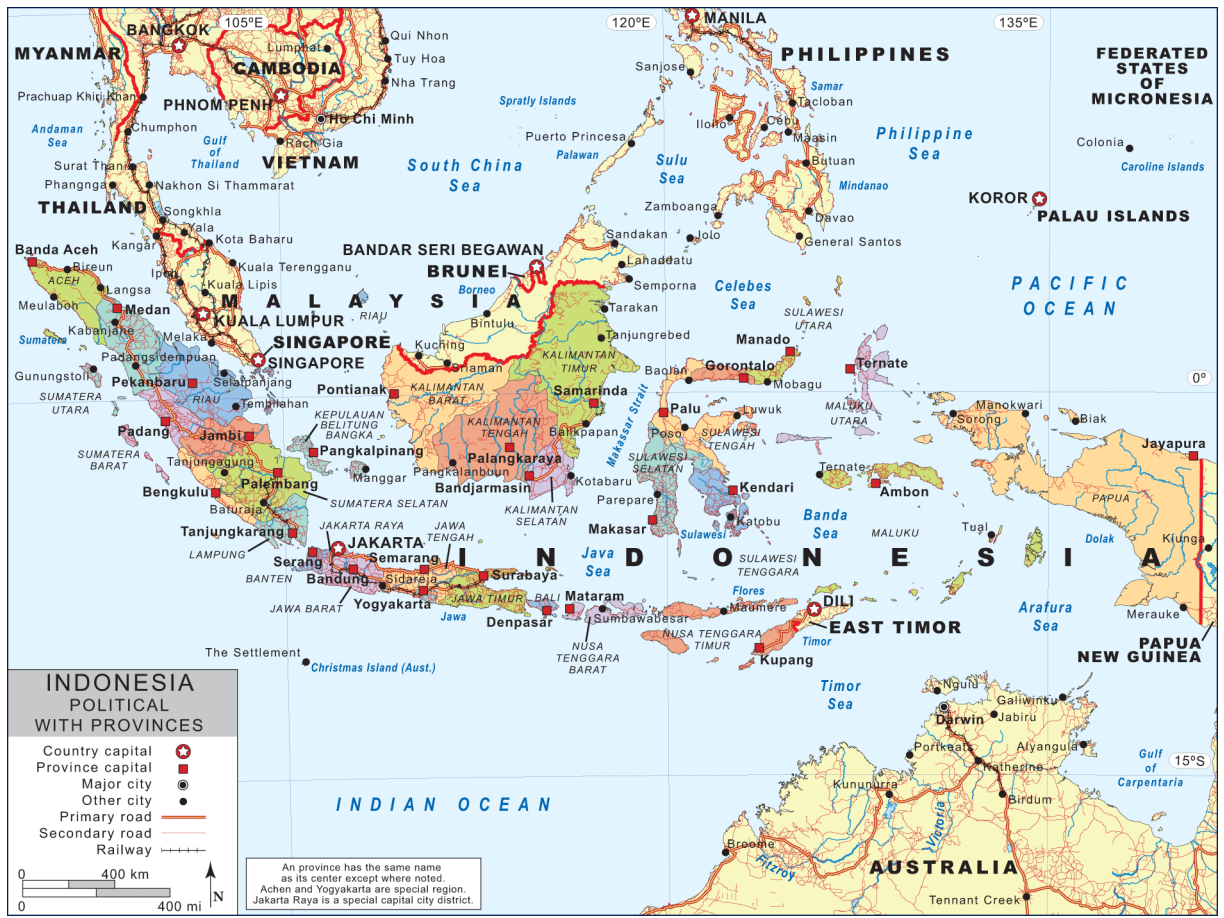 105°E
120°E
135°E
BANGKOK
MYANMAR
Lumphat
CAMBODIA
Qui Nhon
Tuy Hoa
Nha Trang
Prachuap Khiri Khan
PHNOM PENH
Ho Chi Minh
Andaman
Sea
Chumphon
Gulf
of
Thailand
Rach Gia
VIETNAM
Surat Thani
Phangnga
Nakhon Si Thammarat
THAILAND
Songkhla
Yala
Kangar
Kota Baharu
MANILA
PHILIPPINES
Sanjose
Samar
Tacloban
Spratly Islands
Iloilo
Cebu
Maasin
Puerto Princesa
Palawan
Sulu
Sea
Philippine
Sea
Butuan
Mindanao
South China
Sea
Zamboanga
Davao
Jolo
General Santos
FEDERATED
STATES
OF
MICRONESIA
Colonia
Caroline Islands
KOROR
PALAU ISLANDS
PACIFIC
OCEAN
Banda Aceh
Bireun
ACEH
Langsa
Meulaboh
Medan
Kabanjane
Sumatera
Padangsidempuan
Gunungstoli
SUMATERA
UTARA
Ipoh
Kuala Terengganu
Kuala Lipis
MALAYSIA
KUALA LUMPUR
RIAU
Melaka
SINGAPORE
SINGAPORE
Pekanbaru
Selatpanjang
RIAU
Tembilahan
Padang
SUMATERA
BARAT
Jambi
KEPULAUAN
BELITUNG
BANGKA
Pangkalpinang
Tanjungagung
Palembang
Manggar
Bengkulu
Baturaja
SUMATERA SELATAN
Tanjungkarang
LAMPUNG
BANDAR SERI BEGAWAN
BRUNEI
Borneo
Bintulu
Sandakan
Lahaddatu
Semporna
Tarakan
Tanjungrebed
Kuching
Sriaman
Pontianak
KALIMANTAN
BARAT
KALIMANTAN
TIMUR
Samarinda
KALIMANTAN
TENGAH
Balikpapan
Palangkaraya
Pangkalanbuun
Bandjarmasin
Kotabaru
KALIMANTAN
SELATAN
Makassar Strait
Celebes
Sea
SULAWESI
UTARA
Manado
Gorontalo
Baolan
Mobagu
Ternate
Palu
Luwuk
Poso
SULAWESI
TENGAH
SULAWESI
SELATAN
MALUKU
UTARA
Parepare
Kendari
Makasar
Katobu
Sulawesi
SULAWESI
TENGGARA
Ternate
Ambon
Banda
Sea
MALUKU
0°
Manokwari
Sorong
Biak
Jayapura
PAPUA
Tual
Dolak
Kiunga
Merauke
PAPUA
NEW GUINEA
INDONESIA
JAKARTA RAYA
JAKARTA
JAWA
TENGAH
Serang
Semarang
BANTEN
Bandung
Sidareja
Surabaya
JAWA BARAT
Yogyakarta
JAWA TIMUR
Jawa
BALI
Mataram
Denpasar
Sumbawabesar
NUSA
TENGGARA
BARAT
Java
Sea
Flores
Maumere
NUSA TENGGARA
TIMUR
DILI
EAST TIMOR
Timor
Kupang
Arafura
Sea
Timor
Sea
The Settlement
Christmas Island (Aust.)
INDIAN OCEAN
Ngulu
Darwin
Galiwinku
Jabiru
Portkeats
Alyangula
Katherine
Kununurra
Birdum
Gulf
of
Carpentaria
15°S
Broome
Fitzroy
Victoria
AUSTRALIA
Tennant Creek
INDONESIA
POLITICAL
WITH PROVINCES
Country capital
Province capital
Major city
Other city
Primary road
Secondary road
Railway
0 400 km
0 400 mi
N
An province has the same name
as its center except where noted.
Achen and Yogyakarta are special region.
Jakarta Raya is a special capital city district.